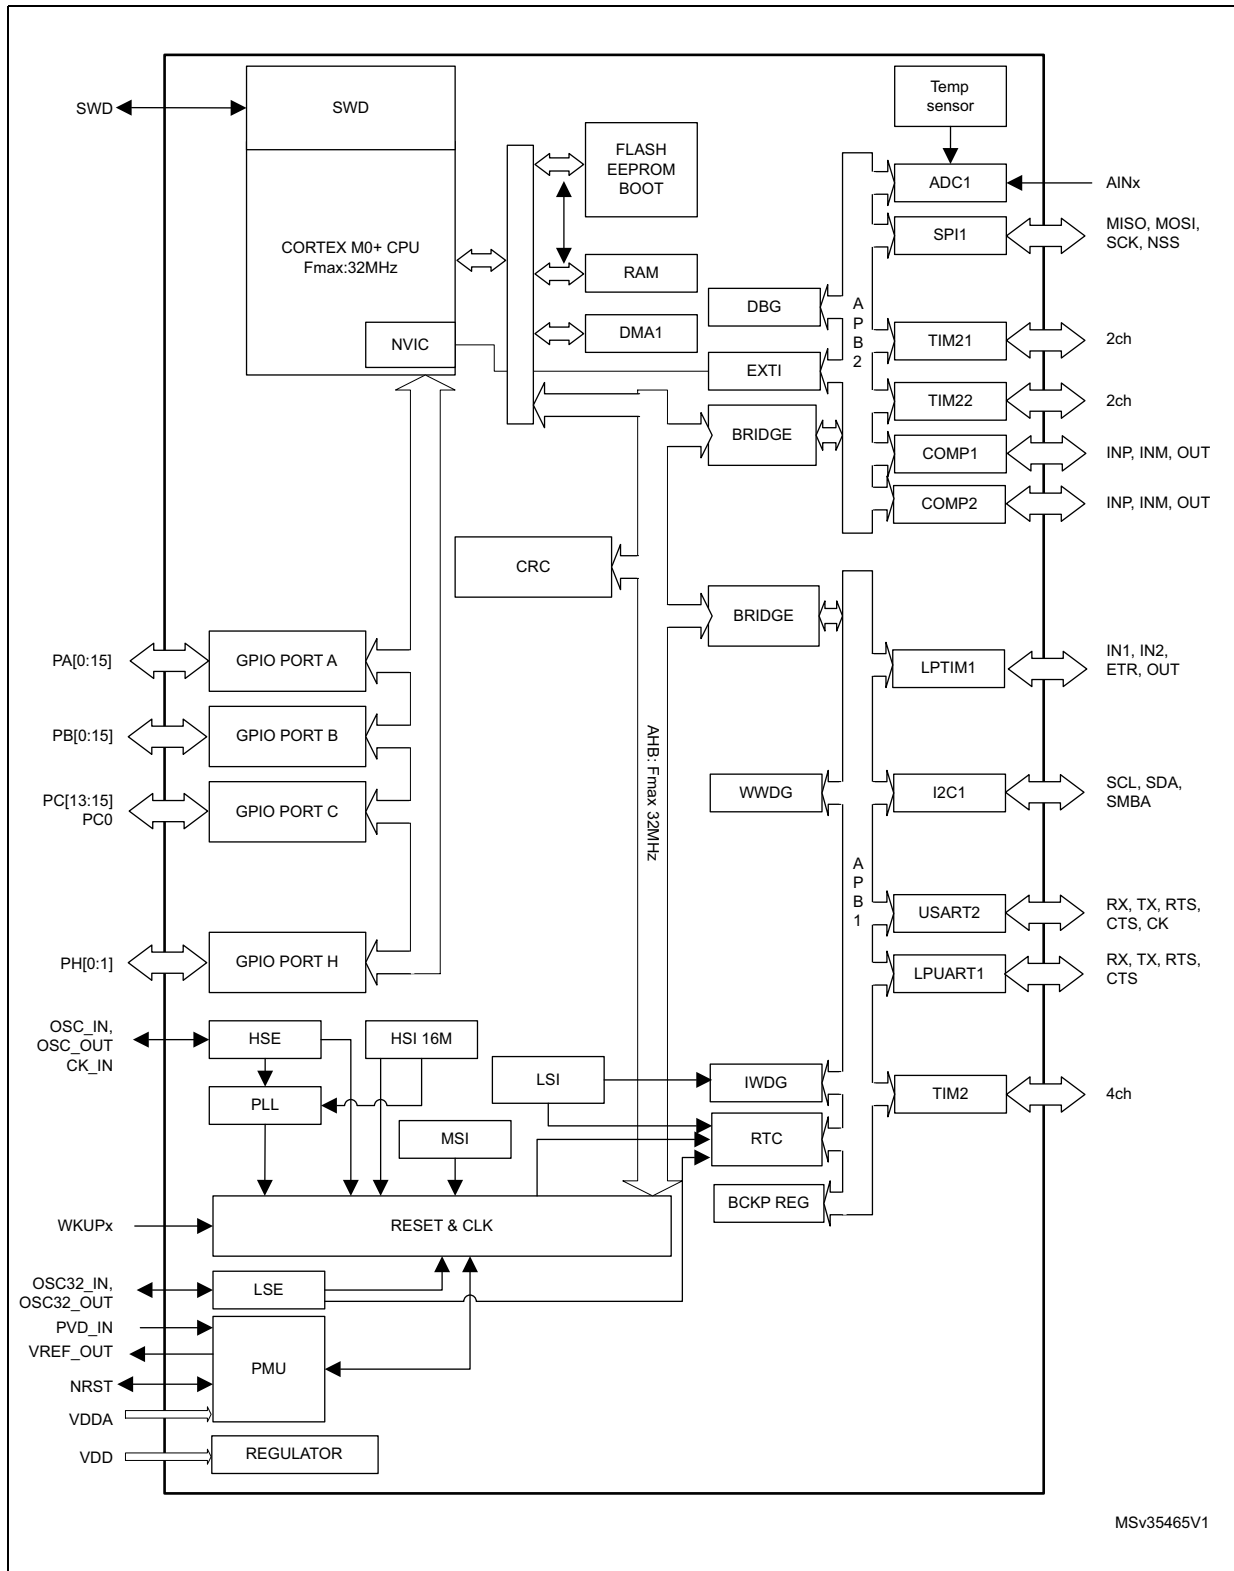 Temp
sensor
SWD
SWD
FLASH
EEPROM
BOOT
ADC1
AINx
SPI1
MISO, MOSI,
SCK, NSS
CORTEX M0+ CPU
Fmax:32MHz
RAM
DBG
A
P
B
2
DMA1
NVIC
TIM21
2ch
EXTI
TIM22
2ch
BRIDGE
COMP1
INP, INM, OUT
COMP2
INP, INM, OUT
CRC
BRIDGE
PA[0:15]
GPIO PORT A
LPTIM1
IN1, IN2,
ETR, OUT
PB[0:15]
GPIO PORT B
AHB: Fmax 32MHz
PC[13:15]
PC0
GPIO PORT C
WWDG
I2C1
SCL, SDA,
SMBA
A
P
B
1
USART2
RX, TX, RTS,
CTS, CK
PH[0:1]
GPIO PORT H
LPUART1
RX, TX, RTS,
CTS
OSC_IN,
OSC_OUT
CK_IN
HSE
HSI 16M
LSI
IWDG
TIM2
4ch
PLL
MSI
RTC
BCKP REG
WKUPx
RESET & CLK
OSC32_IN,
OSC32_OUT
LSE
PVD_IN
VREF_OUT
PMU
NRST
VDDA
VDD
REGULATOR
MSv35465V1